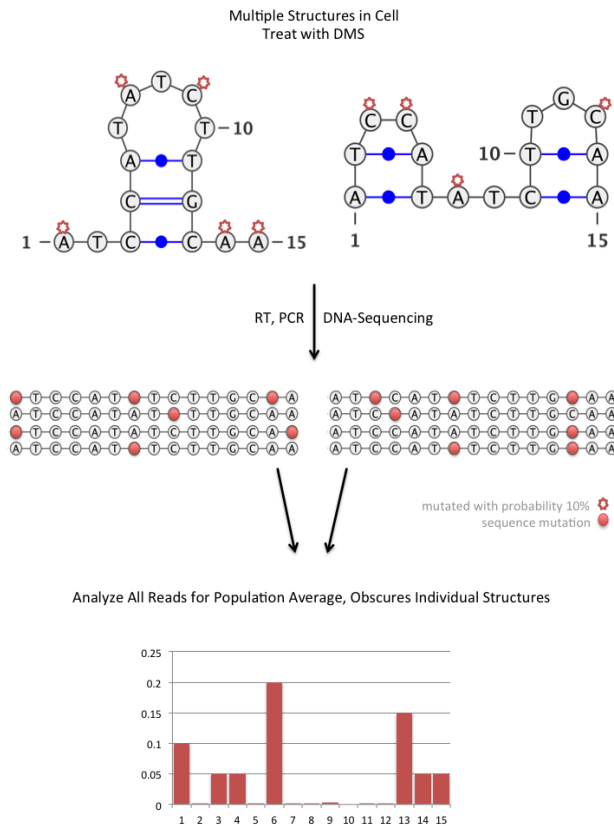 Multiple Structures in Cell
Treat with DMS
A T C
T T 10
A T
C G
1 A T C C C A A 15
T G C
C C
T A 10 T A
A T A T C A
1 15
RT, PCR DNA-Sequencing
T C C A T T C T T G C A
A T C C A T A T T T G C A A
T C C A T A T C T T G C A
A T C C A T T C T T G C A A
A T C A T T C T T G A A
A T C A T A T C T T G C A A
A T C C A T A T C T T G A A
A T C C A T T C T T G A A
mutated with probability 10%
sequence mutation
Analyze All Reads for Population Average, Obscures Individual Structures
0.25
0.2
0.15
0.1
0.05
0
1 2 3 4 5 6 7 8 9 10 11 12 13 14 15